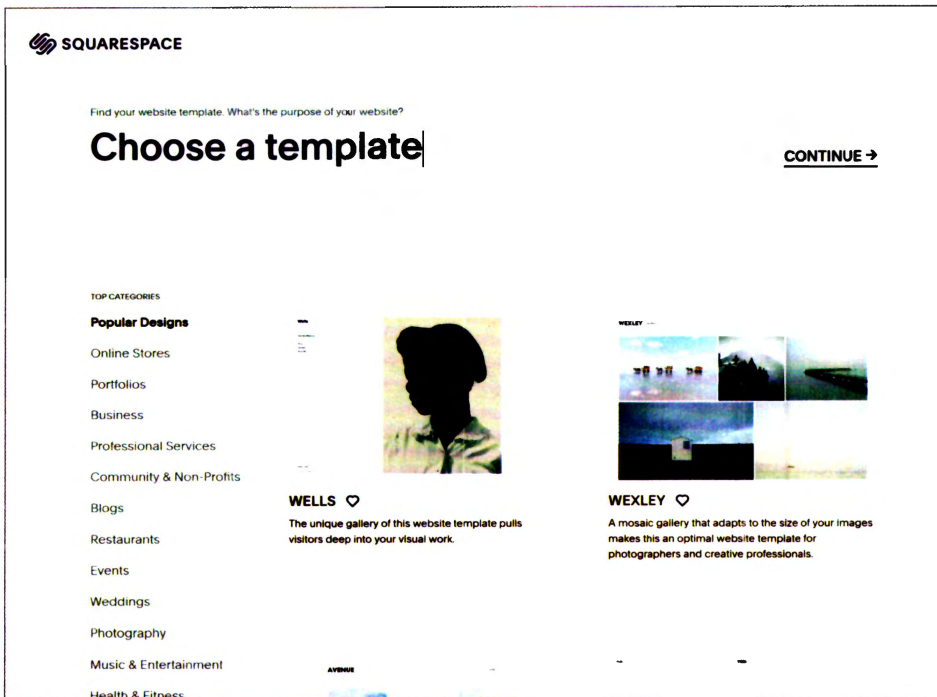 SQUARESPACE
Find your website template. What's the purpose of your website?
Choose a template
CONTINUE →
TOP CATEGORIES
Popular Designs
Online Stores
Portfolios
Business
Professional Services
Community & Non-Profits
Blogs
Restaurants
Events
Weddings
Photography
Music & Entertainment
Health & Fitness
WELLS
The unique gallery of this website template pulls
visitors deep into your visual work.
WEXLEY
WEXLEY
A mosaic gallery that adapts to the size of your images
makes this an optimal website template for
photographers and creative professionals.
AVENUE